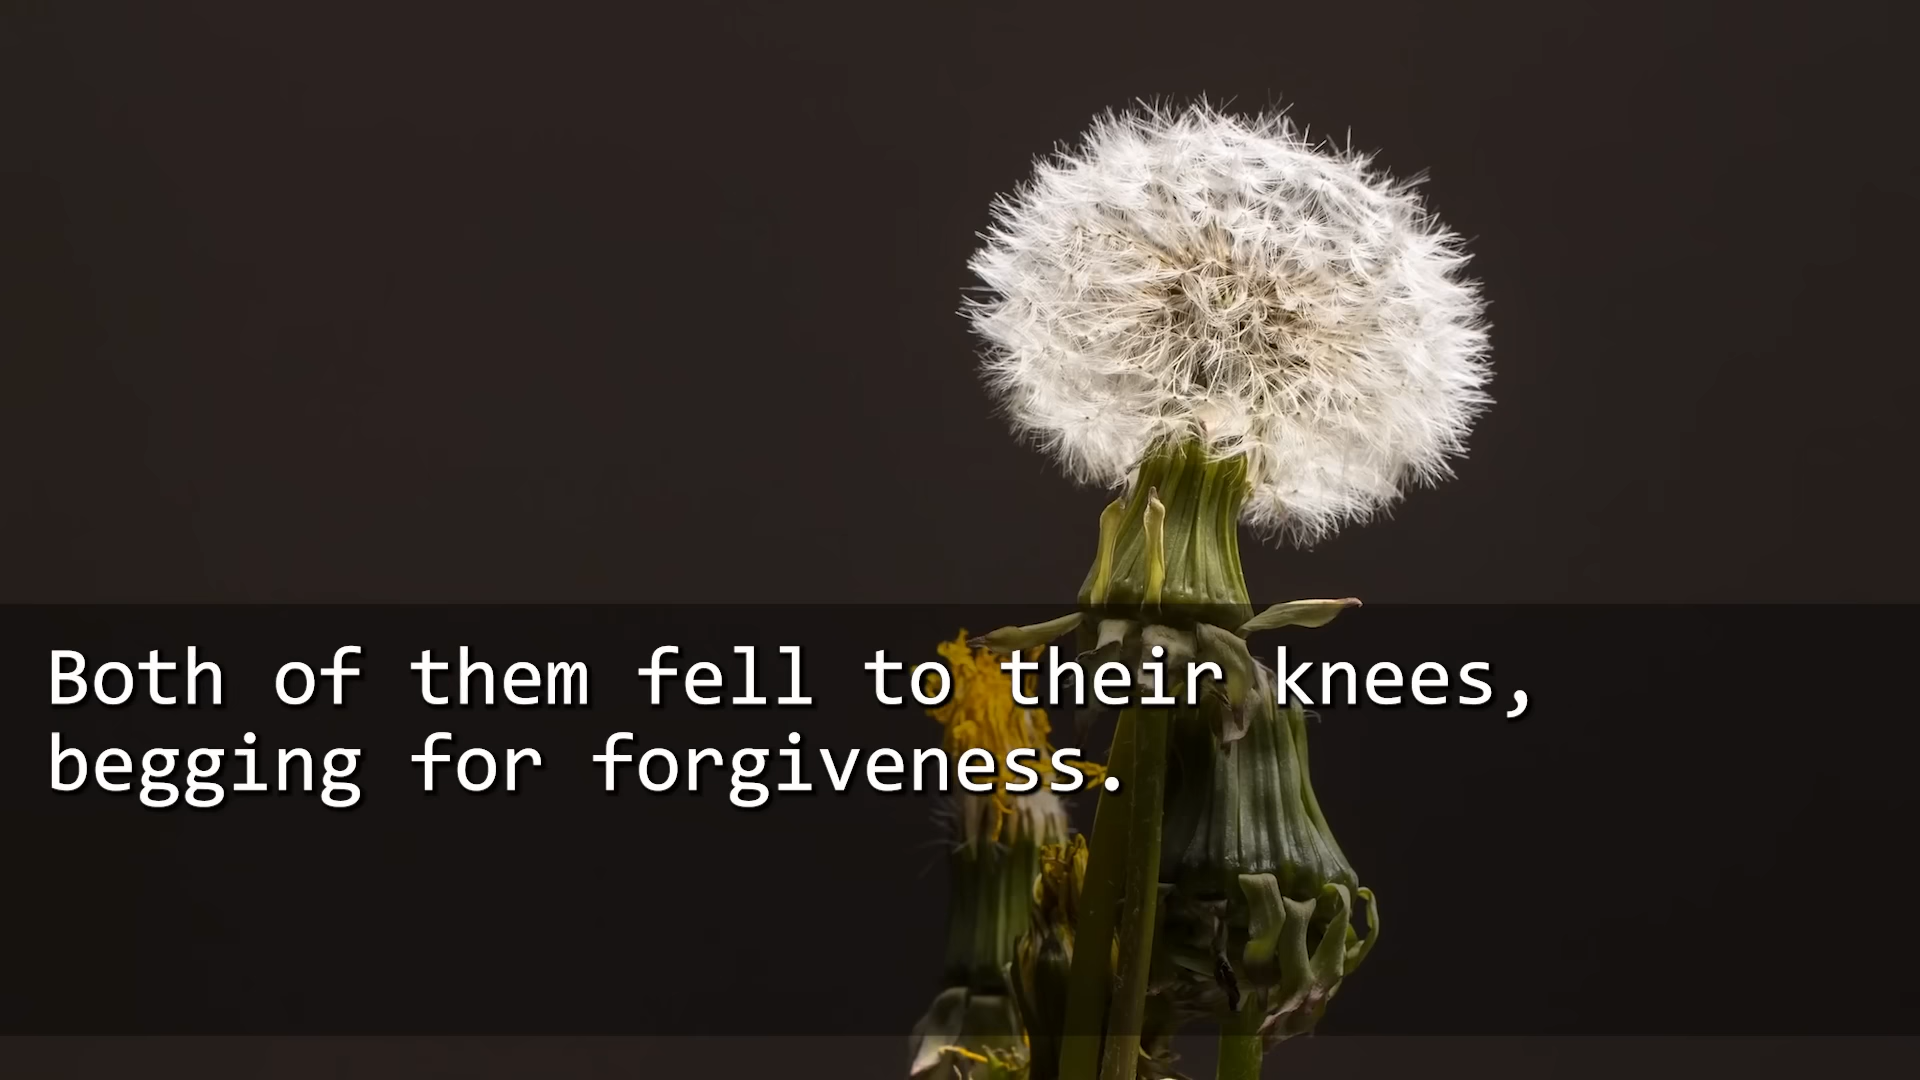 Both of them fell to their knees,
begging for forgiveness.